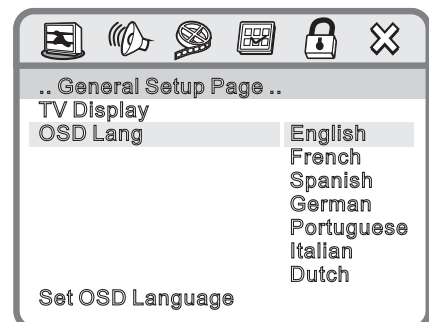 .. General Setup Page ..
TV Display
OSD Lang English
French
Spanish
German
Portuguese
Italian
Dutch
Set OSD Language